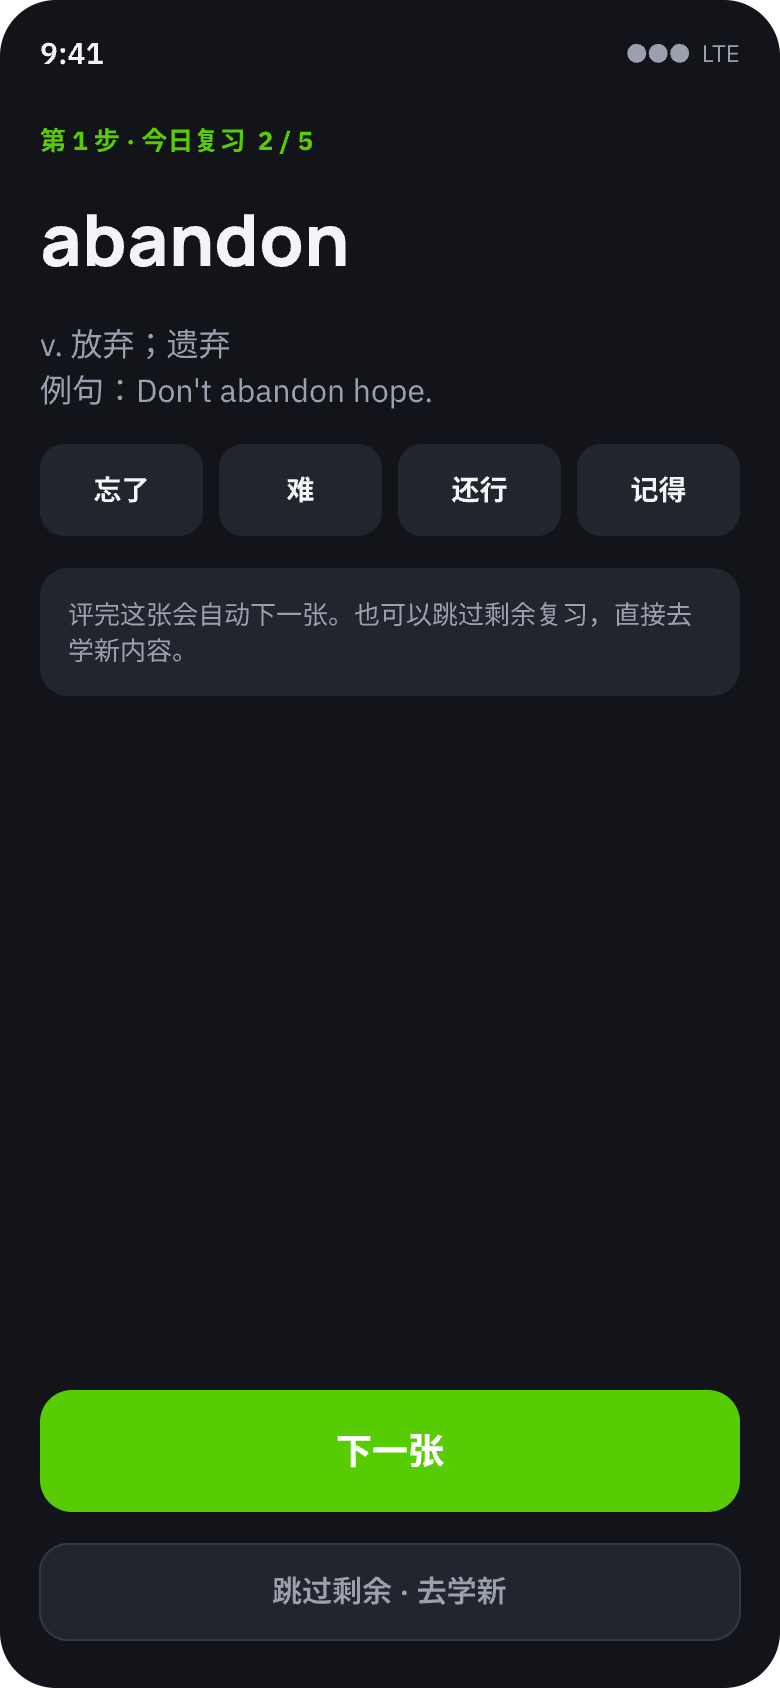 9:41
LTE
第 1 步 · 今日复习 2 / 5
abandon
v. 放弃；遗弃
例句：Don't abandon hope.
忘了
难
还行
记得
评完这张会自动下一张。也可以跳过剩余复习，直接去
学新内容。
下一张
跳过剩余 · 去学新